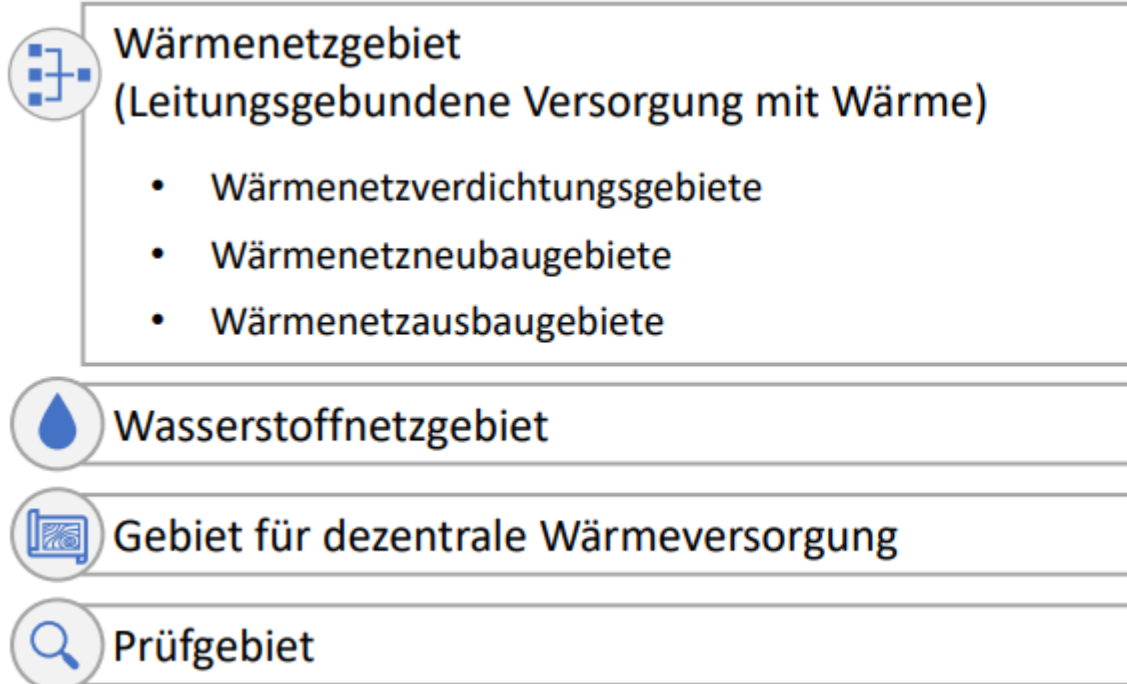 Wärmenetzgebiet
(Leitungsgebundene Versorgung mit Wärme)
• Wärmenetzverdichtungsgebiete
• Wärmenetzneubaugebiete
• Wärmenetzausbaugebiete
Wasserstoffnetzgebiet
Gebiet für dezentrale Wärmeversorgung
Prüfgebiet